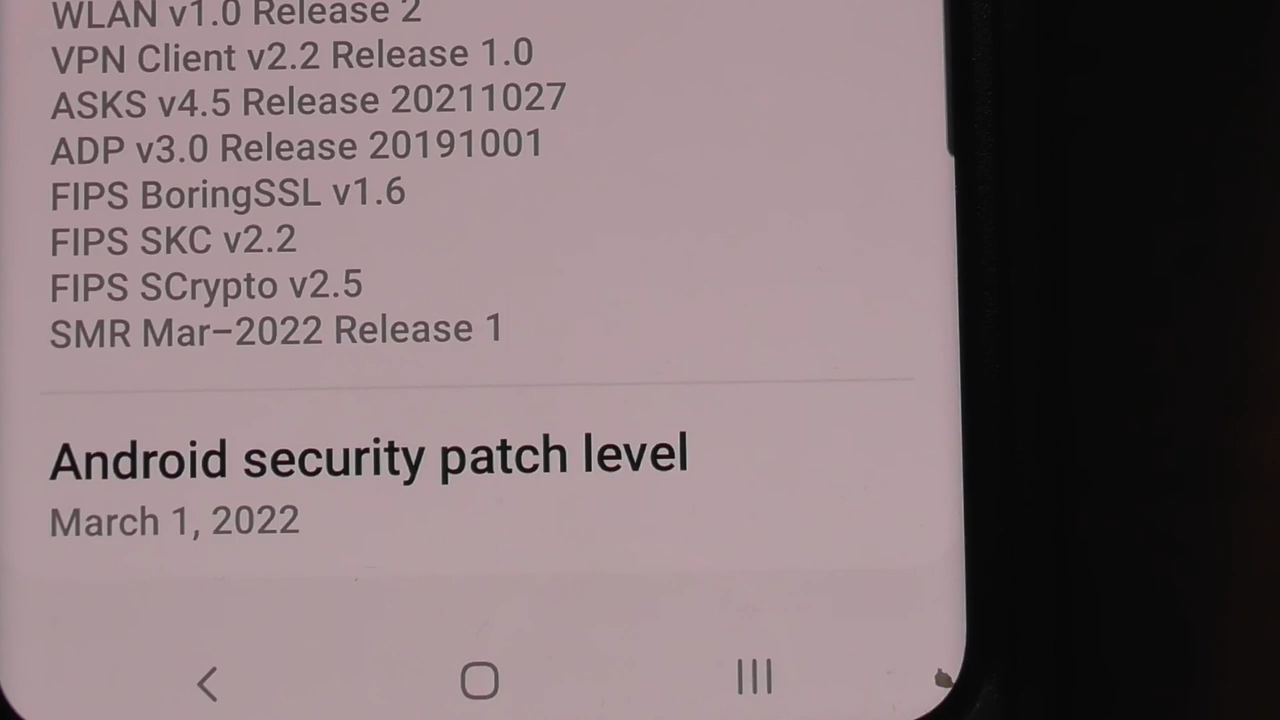 WLAN v1.0 Release 2
VPN Client v2.2 Release 1.0
ASKS v4.5 Release 20211027
ADP v3.0 Release 20191001
FIPS BoringSSL v1.6
FIPS SKC v2.2
FIPS SCrypto v2.5
SMR Mar–2022 Release 1
Android security patch level
March 1, 2022